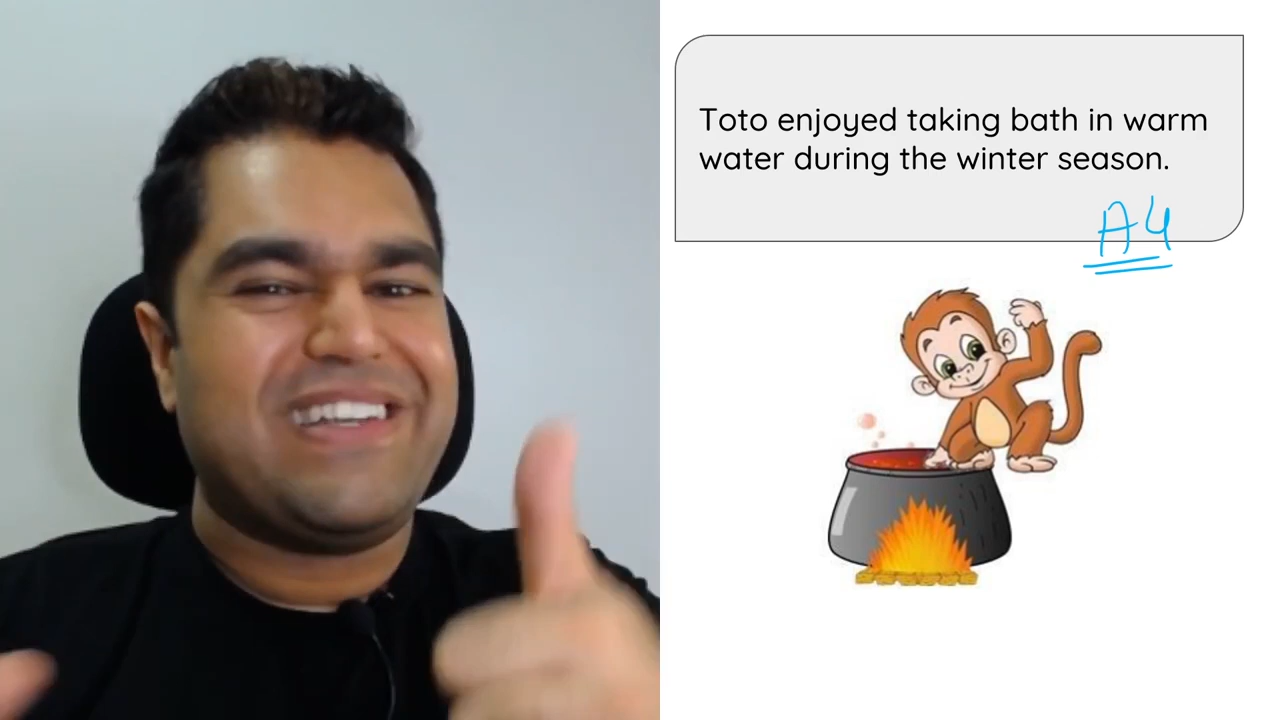 Toto enjoyed taking bath in warm
water during the winter season.
A4